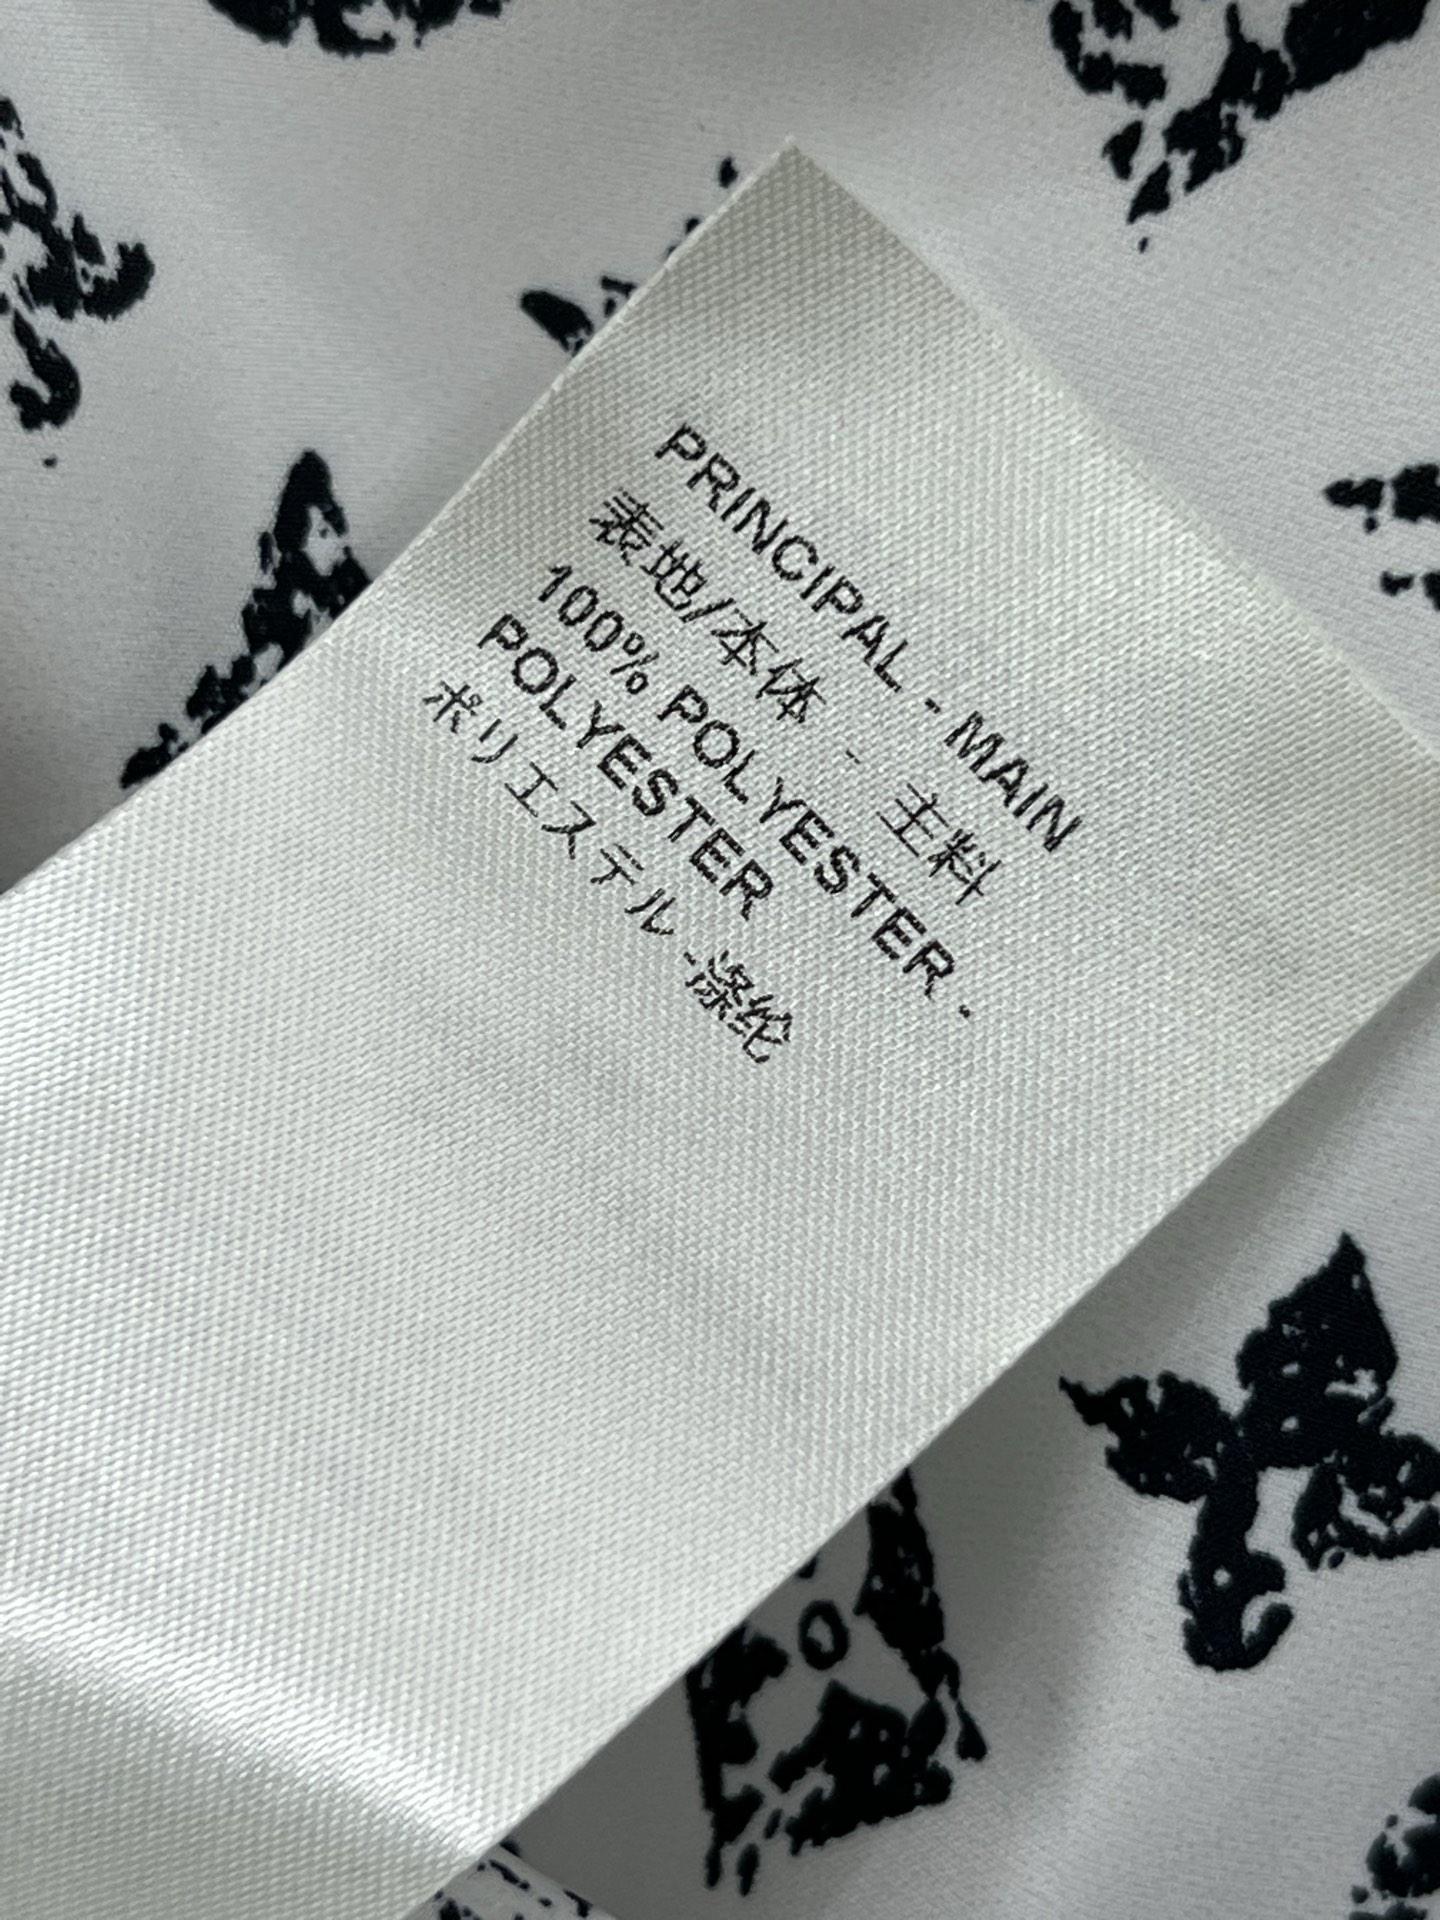 PRINCIPAL - MAIN
表地/本体 - 主料
100% POLYESTER -
POLYESTER
ポリエステル -涤纶